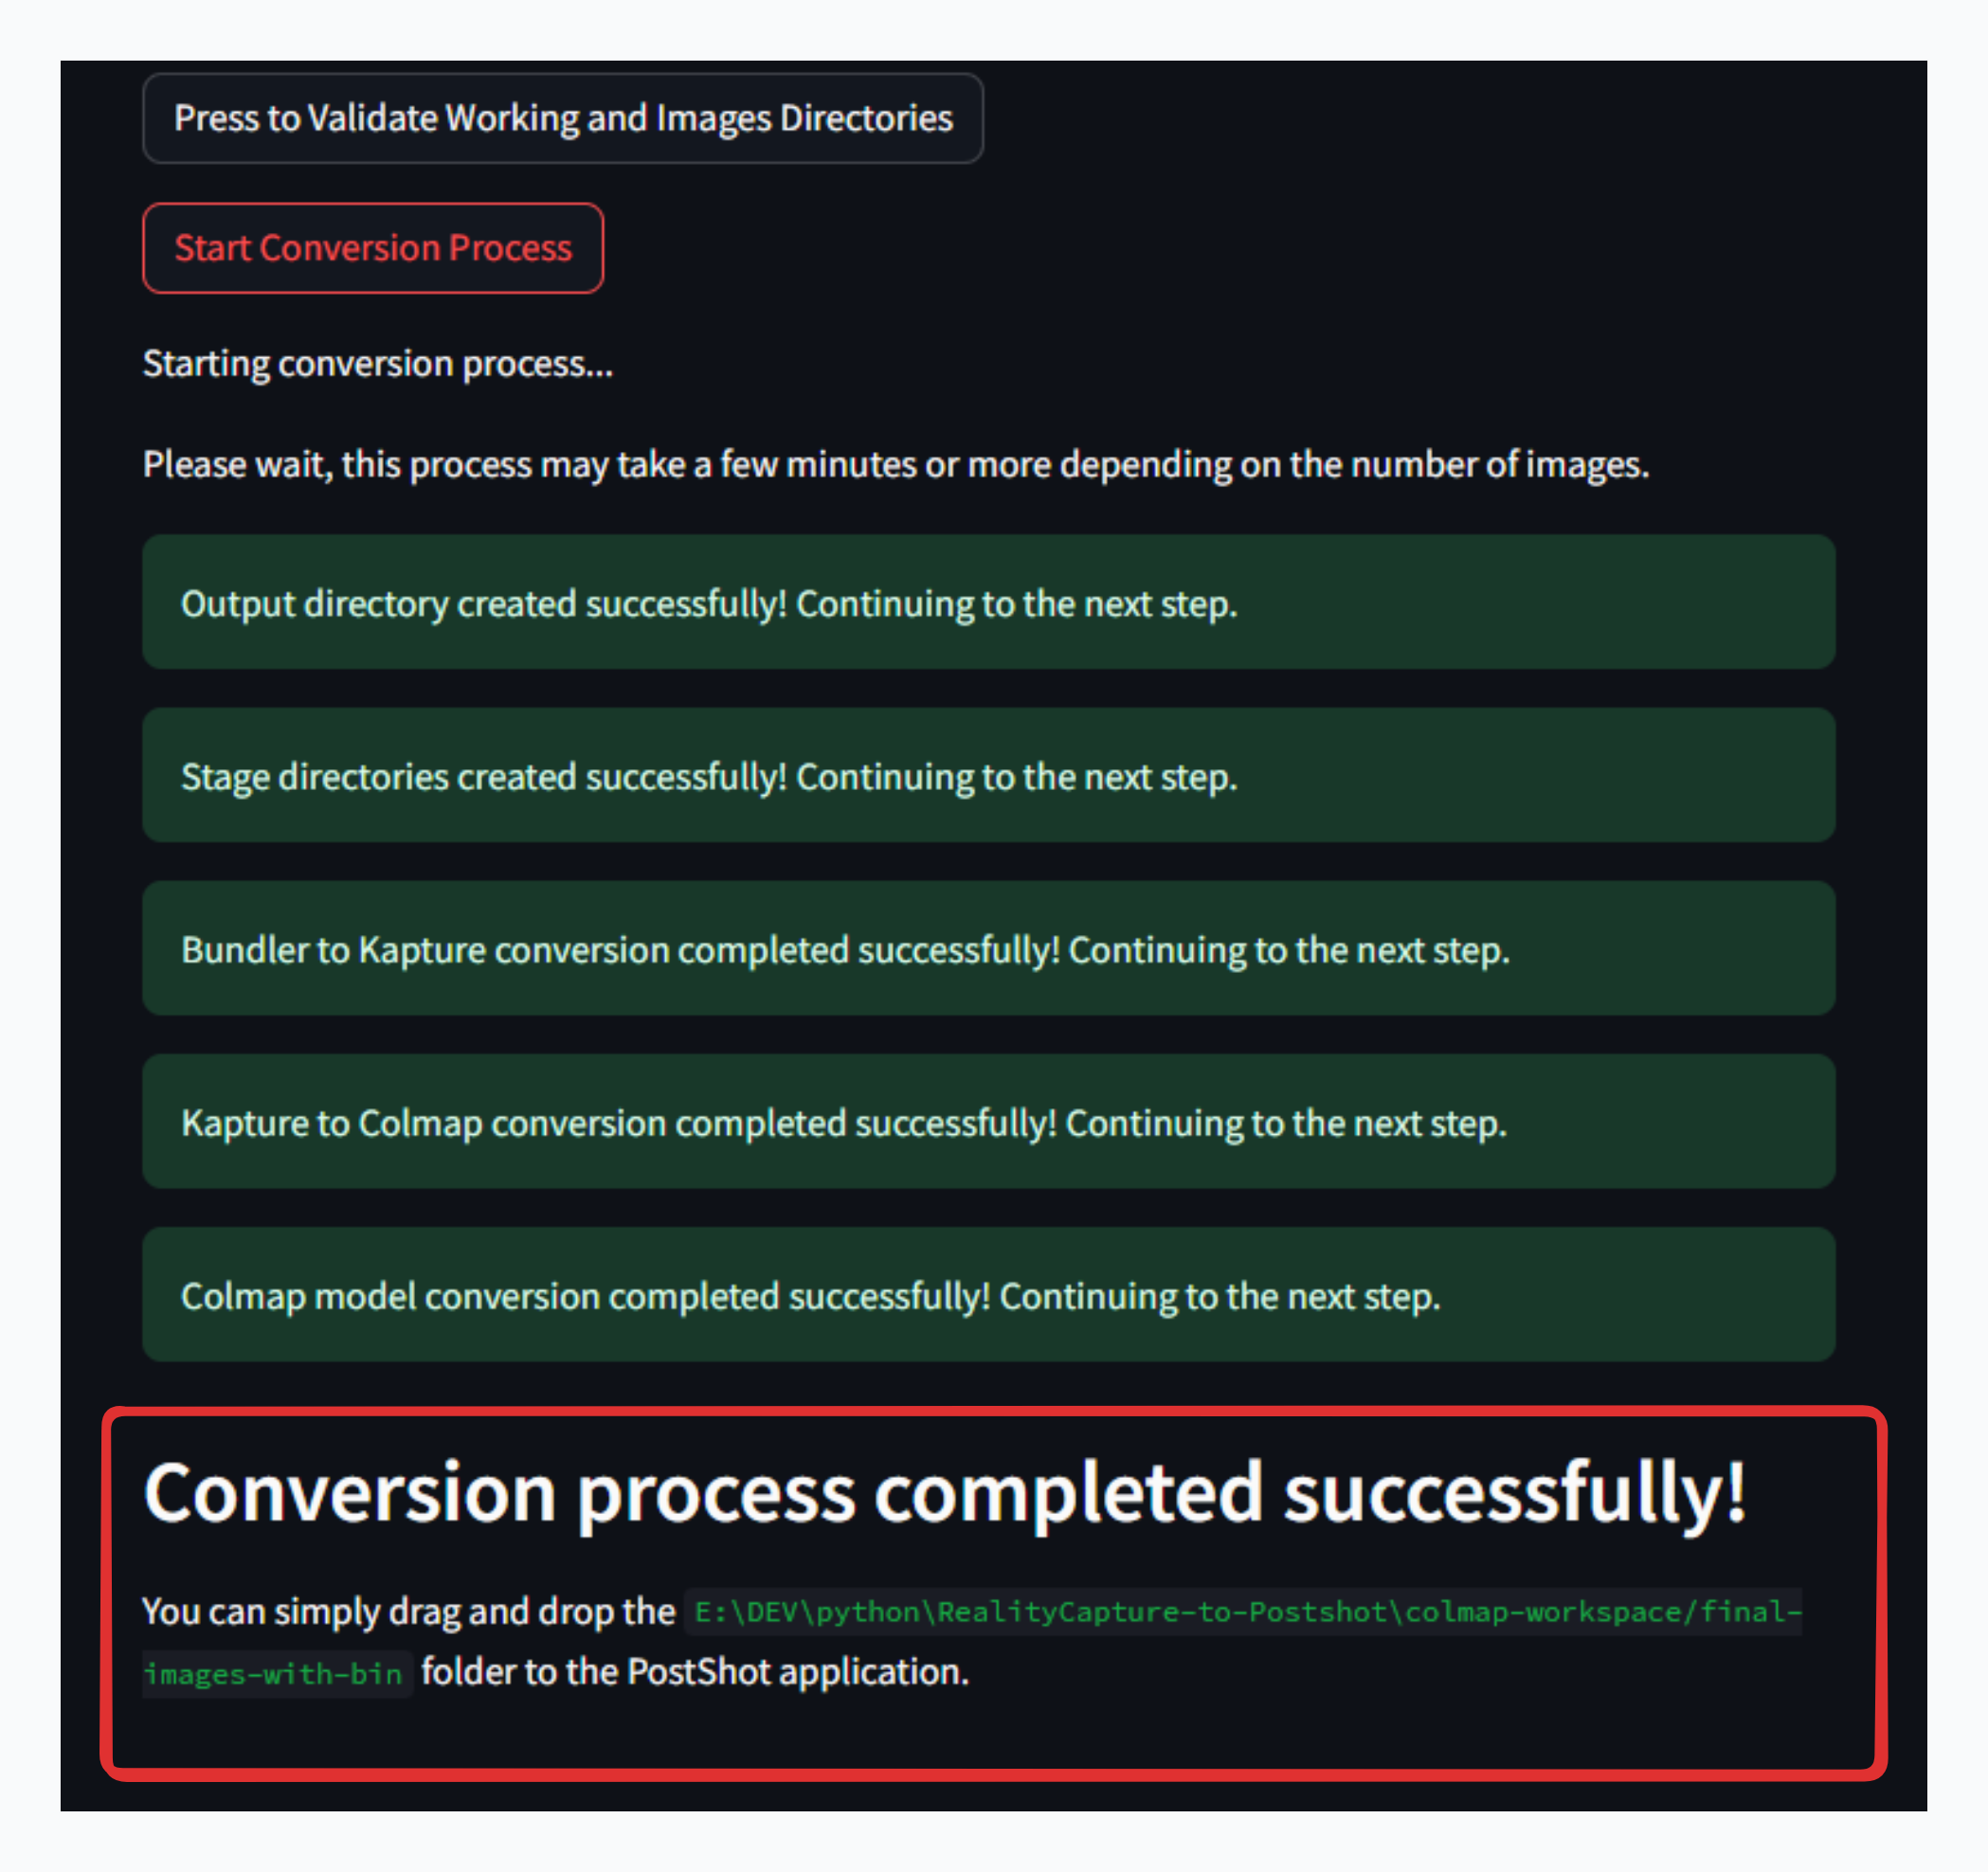 Press to Validate Working and Images Directories
Start Conversion Process
Starting conversion process...
Please wait, this process may take a few minutes or more depending on the number of images.
Output directory created successfully! Continuing to the next step.
Stage directories created successfully! Continuing to the next step.
Bundler to Kapture conversion completed successfully! Continuing to the next step.
Kapture to Colmap conversion completed successfully! Continuing to the next step.
Colmap model conversion completed successfully! Continuing to the next step.
Conversion process completed successfully!
You can simply drag and drop the E:\DEV\python\RealityCapture-to-Postshot\colmap-workspace/final-
images-with-bin folder to the PostShot application.